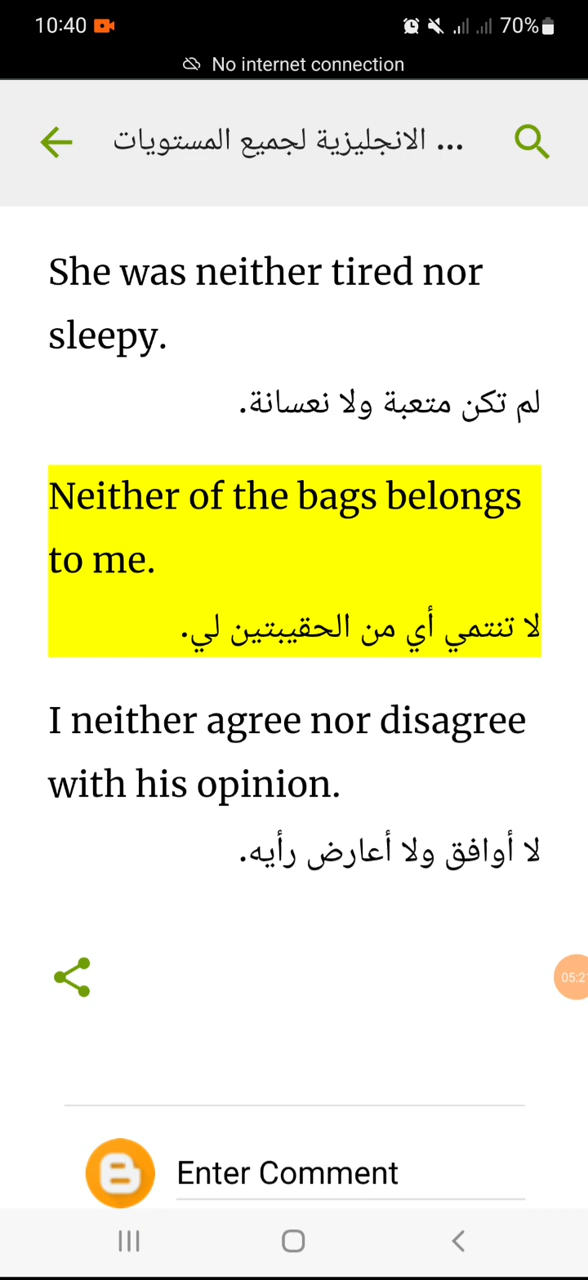 10:40
70%
No internet connection
الانجليزية لجميع المستويات ...
She was neither tired nor
sleepy.
لم تكن متعبة ولا نعسانة.
Neither of the bags belongs
to me.
لا تنتمي أي من الحقيبتين لي.
I neither agree nor disagree
with his opinion.
لا أوافق ولا أعارض رأيه.
Enter Comment